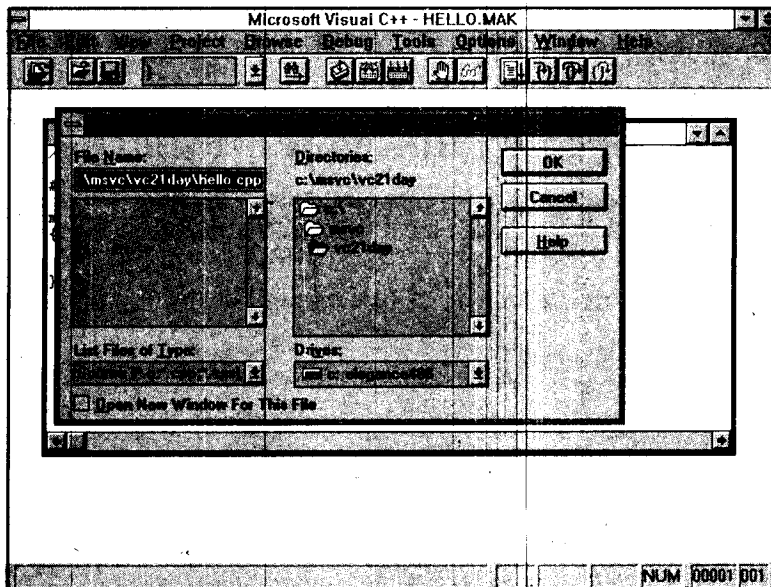 Microsoft Visual C++ - HELLO.MAK
File Edit View Project Browse Debug Tools Options Window Help
File Name:
.\msvc\vc21day\hello.cpp
Directories:
c:\msvc\vc21day
c:\
msvc
vc21day
OK
Cancel
Help
List Files of Type:
Drives:
Open New Window For This File
NUM 00001 001